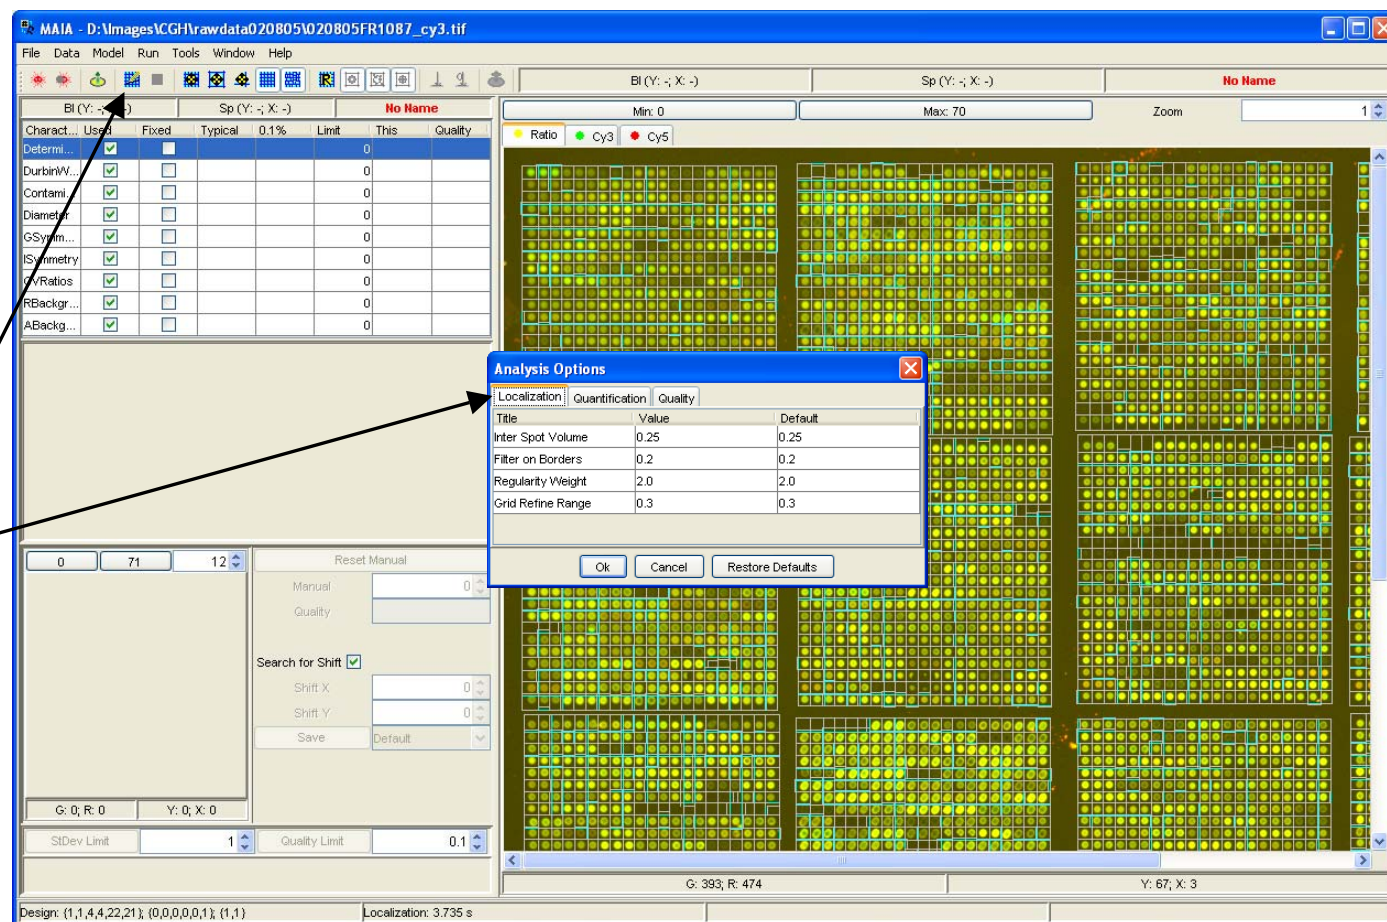 MAIA - D:\Images\CGH\rawdata020805\020805FR1087_cy3.tif
File Data Model Run Tools Window Help
Bl (Y: -; X: -) Sp (Y: -; X: -) No Name
Bl (Y: -; -) Sp (Y: -; X: -) No Name
Min: 0 Max: 70 Zoom 1
Charact... Used Fixed Typical 0.1% Limit This Quality
Ratio Cy3 Cy5
Determi... 0
DurbinW... 0
Contami... 0
Diameter 0
GSymm... 0
ISymmetry 0
CVRatios 0
RBackgr... 0
ABackg... 0
Analysis Options
Localization Quantification Quality
Title Value Default
Inter Spot Volume 0.25 0.25
Filter on Borders 0.2 0.2
Regularity Weight 2.0 2.0
Grid Refine Range 0.3 0.3
Ok Cancel Restore Defaults
0 71 12 Reset Manual
Manual 0
Quality
Search for Shift
Shift X 0
Shift Y 0
Save Default
G: 0; R: 0 Y: 0; X: 0
StDev Limit 1 Quality Limit 0.1
G: 393; R: 474 Y: 67; X: 3
Design: {1,1,4,4,22,21}; {0,0,0,0,0,1}; {1,1} Localization: 3.735 s